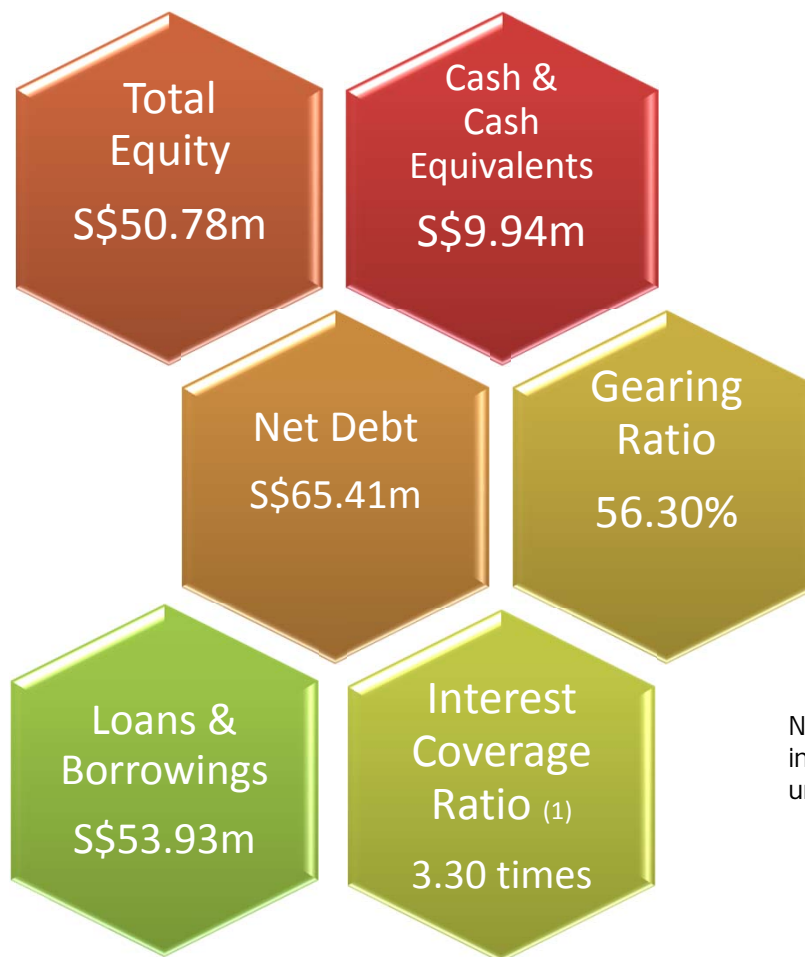 Total
Equity
S$50.78m
Cash &
Cash
Equivalents
S$9.94m
Net Debt
S$65.41m
Gearing
Ratio
56.30%
Loans &
Borrowings
S$53.93m
Interest
Coverage
Ratio (1)
3.30 times
in